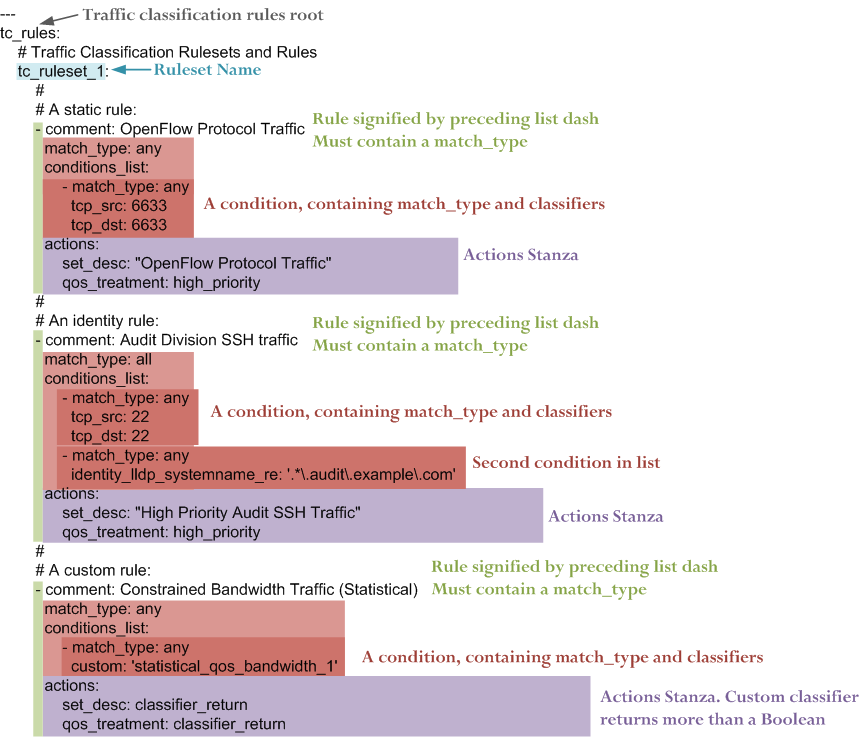 ---
Traffic classification rules root
tc_rules:
# Traffic Classification Rulesets and Rules
tc_ruleset_1:
Ruleset Name
#
# A static rule:
Rule signified by preceding list dash
- comment: OpenFlow Protocol Traffic
Must contain a match_type
match_type: any
conditions_list:
- match_type: any
tcp_src: 6633
A condition, containing match_type and classifiers
tcp_dst: 6633
actions:
Actions Stanza
set_desc: "OpenFlow Protocol Traffic"
qos_treatment: high_priority
#
# An identity rule:
Rule signified by preceding list dash
- comment: Audit Division SSH traffic
Must contain a match_type
match_type: all
conditions_list:
- match_type: any
tcp_src: 22
A condition, containing match_type and classifiers
tcp_dst: 22
- match_type: any
Second condition in list
identity_lldp_systemname_re: '.*\.audit\.example\.com'
actions:
set_desc: "High Priority Audit SSH Traffic"
Actions Stanza
qos_treatment: high_priority
#
# A custom rule:
Rule signified by preceding list dash
- comment: Constrained Bandwidth Traffic (Statistical)
Must contain a match_type
match_type: any
conditions_list:
- match_type: any
A condition, containing match_type and classifiers
custom: 'statistical_qos_bandwidth_1'
actions:
Actions Stanza. Custom classifier
set_desc: classifier_return
returns more than a Boolean
qos_treatment: classifier_return